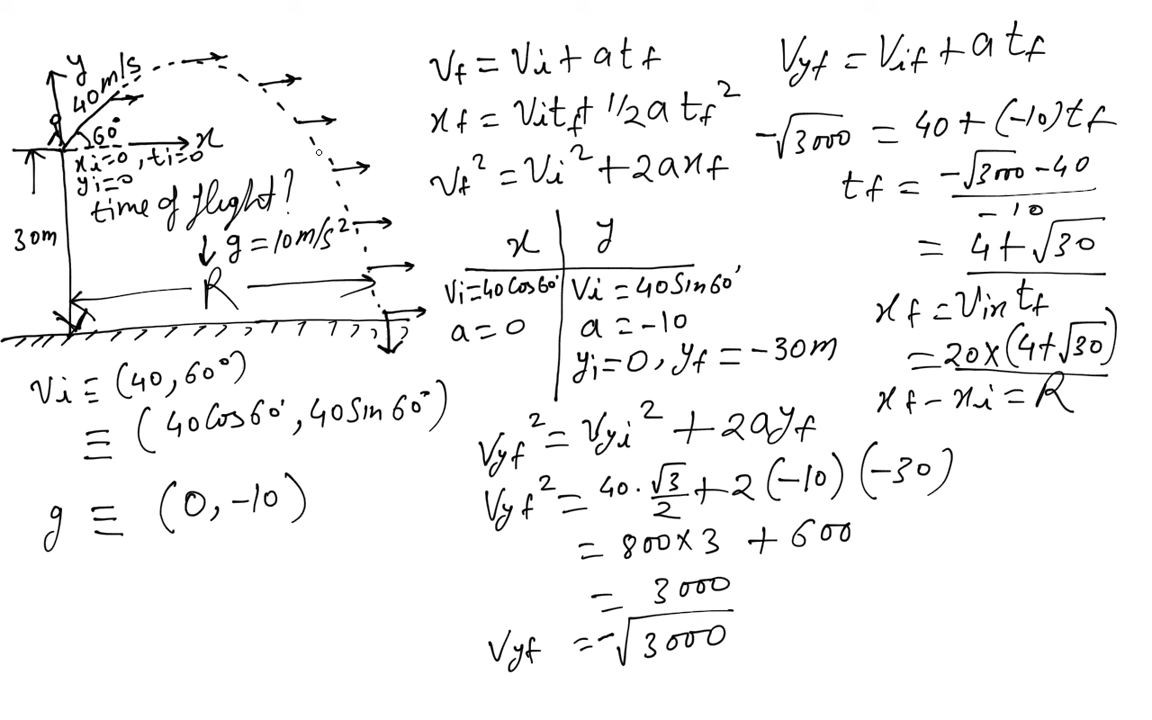 y
40m/s
60°
x
xi=0, ti=0
yi=0
time of flight?
30m
↓ g = 10m/s²
R
Vi ≡ (40, 60°)
≡ (40Cos60°, 40Sin60°)
g ≡ (0, -10)
Vf = Vi + atf
xf = Vitf + 1/2 a tf²
Vf² = Vi² + 2axf
x | y
Vi=40Cos60° | Vi = 40Sin60°
a = 0 | a = -10
yi=0, yf = -30m
Vyf² = Vyi² + 2ayf
Vyf² = 40 · √3/2 + 2(-10)(-30)
= 800×3 + 600
= 3000
Vyf = -√3000
Vyf = Vif + atf
-√3000 = 40 + (-10)tf
tf = (-√3000 - 40)/-10
= 4+√30
xf = Vix tf
= 20×(4+√30)
xf - xi = R